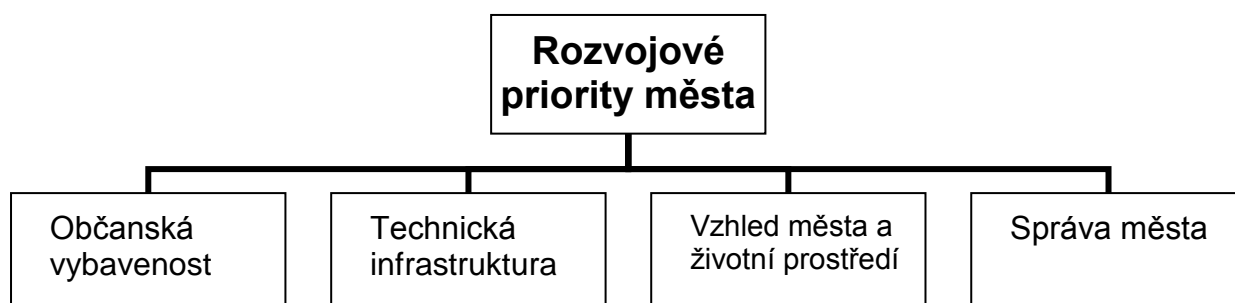 Rozvojové
priority města
Občanská
vybavenost
Technická
infrastruktura
Vzhled města a
životní prostředí
Správa města